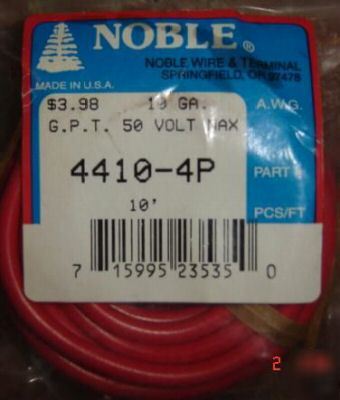 NOBLE®
NOBLE WIRE & TERMINAL
SPRINGFIELD, OR 97478
MADE IN U.S.A.
$3.98 10 GA. A.W.G.
G.P.T. 50 VOLT MAX
4410-4P PART #
10' PCS/FT
7 15995 23535 0
2